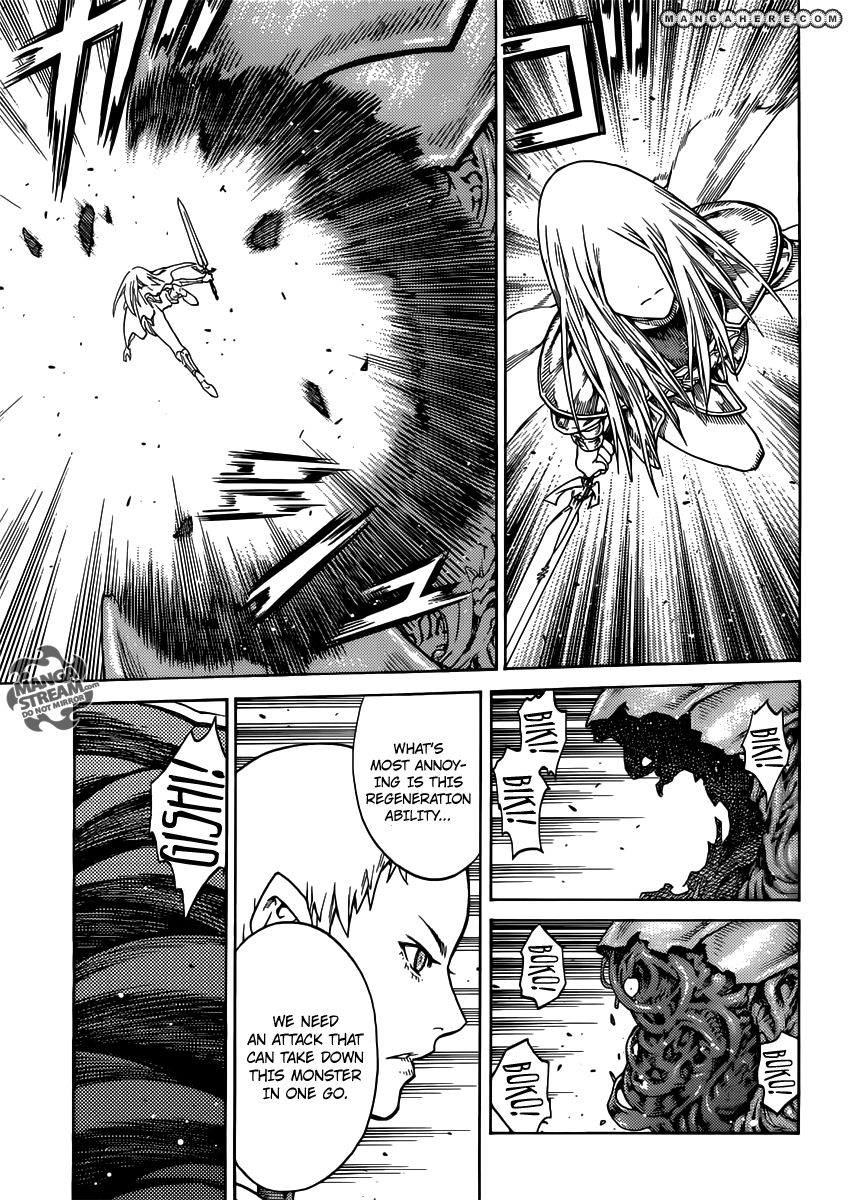 MANGAHERE.COM
BIKI!
BIKI!
BIKI!
BOKO!
BOKO!
BOKO!
WHAT'S
MOST ANNOY-
ING IS THIS
REGENERATION
ABILITY...
WE NEED
AN ATTACK THAT
CAN TAKE DOWN
THIS MONSTER
IN ONE GO.
GISHI!
MANGA
STREAM.com
DO NOT MIRROR